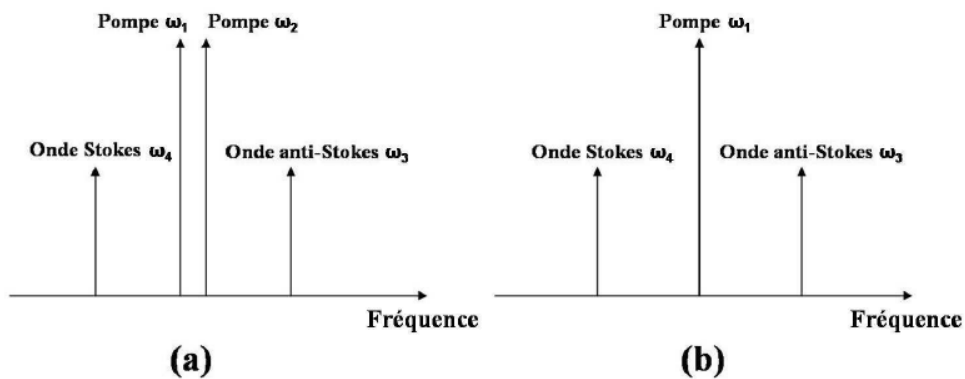 Pompe ω₁
Pompe ω₂
Onde Stokes ω₄
Onde anti-Stokes ω₃
Fréquence
(a)
Pompe ω₁
Onde Stokes ω₄
Onde anti-Stokes ω₃
Fréquence
(b)